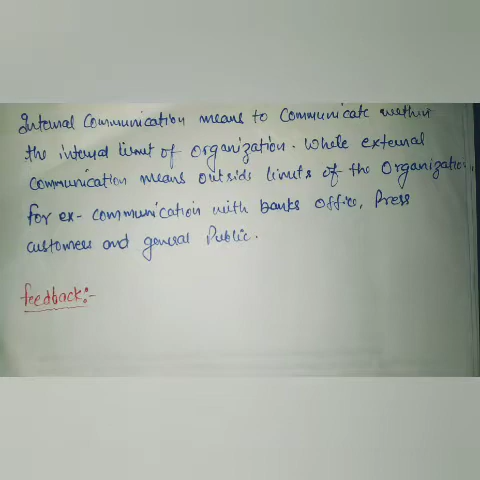 Internal Communication means to Communicate within
the internal limit of organization. While external
Communication means outside limits of the Organization,
for ex- communication with banks office, Press
customers and general Public.
feedback:-